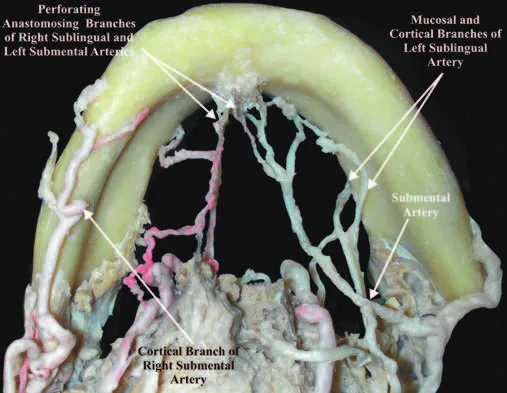 Perforating
Anastomosing Branches
of Right Sublingual and
Left Submental Arteries
Mucosal and
Cortical Branches of
Left Sublingual
Artery
Submental
Artery
Cortical Branch of
Right Submental
Artery